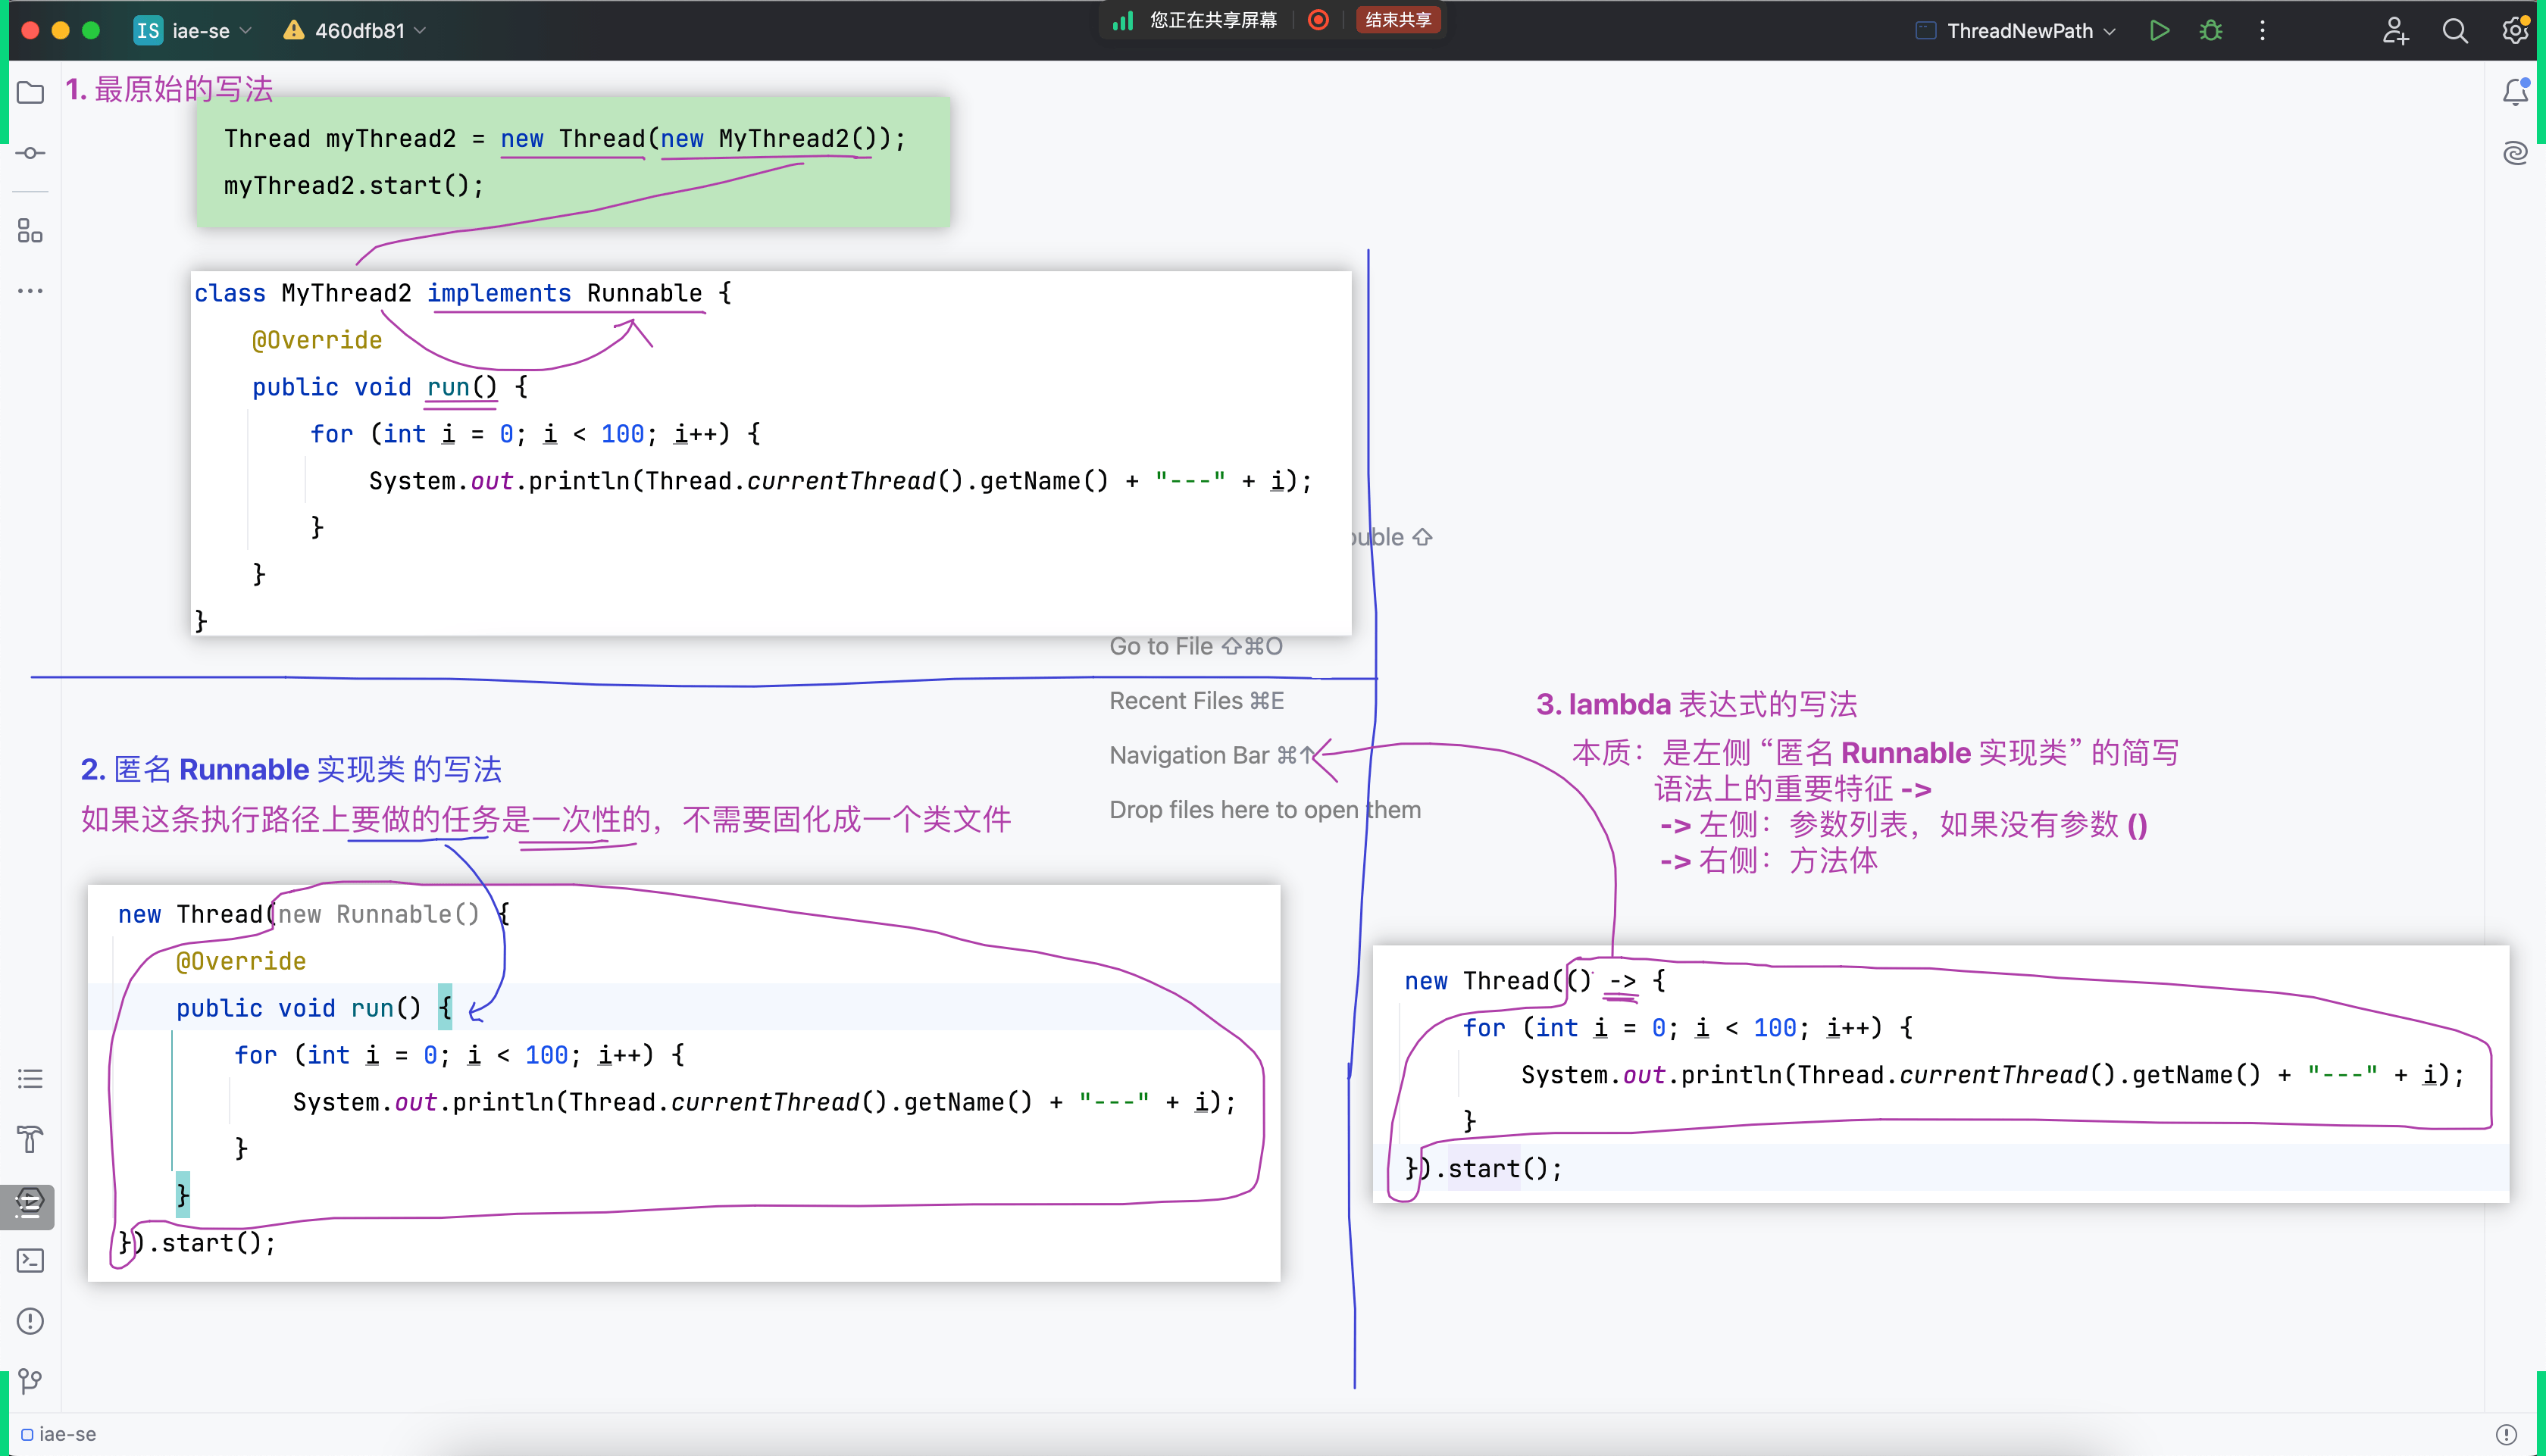 IS iae-se
460dfb81
您正在共享屏幕
结束共享
ThreadNewPath
1. 最原始的写法
Thread myThread2 = new Thread(new MyThread2());
myThread2.start();
class MyThread2 implements Runnable {
@Override
public void run() {
for (int i = 0; i < 100; i++) {
System.out.println(Thread.currentThread().getName() + "---" + i);
}
}
}
Go to File ⇧⌘O
Recent Files ⌘E
Navigation Bar ⌘↑
Drop files here to open them
2. 匿名 Runnable 实现类 的写法
如果这条执行路径上要做的任务是一次性的，不需要固化成一个类文件
new Thread(new Runnable() {
@Override
public void run() {
for (int i = 0; i < 100; i++) {
System.out.println(Thread.currentThread().getName() + "---" + i);
}
}
}).start();
3. lambda 表达式的写法
本质：是左侧 “匿名 Runnable 实现类” 的简写
语法上的重要特征 ->
-> 左侧：参数列表，如果没有参数 ()
-> 右侧：方法体
new Thread(() -> {
for (int i = 0; i < 100; i++) {
System.out.println(Thread.currentThread().getName() + "---" + i);
}
}).start();
iae-se